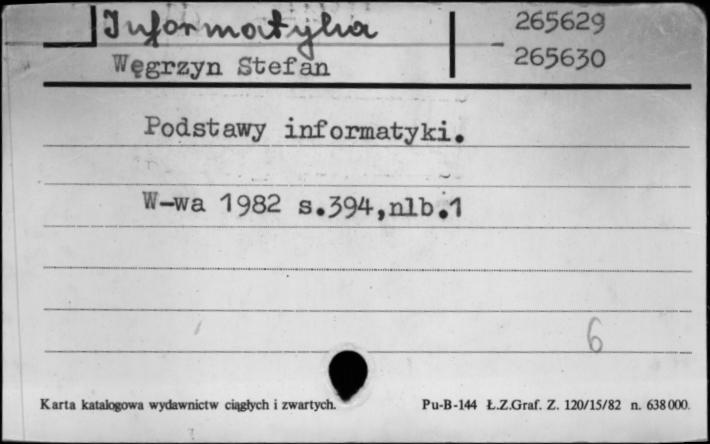 Informatyka
265629
Węgrzyn Stefan
265630
Podstawy informatyki.
W-wa 1982 s.394,nlb.1
6
Karta katalogowa wydawnictw ciągłych i zwartych.
Pu-B-144 Ł.Z.Graf. Z. 120/15/82 n. 638000.